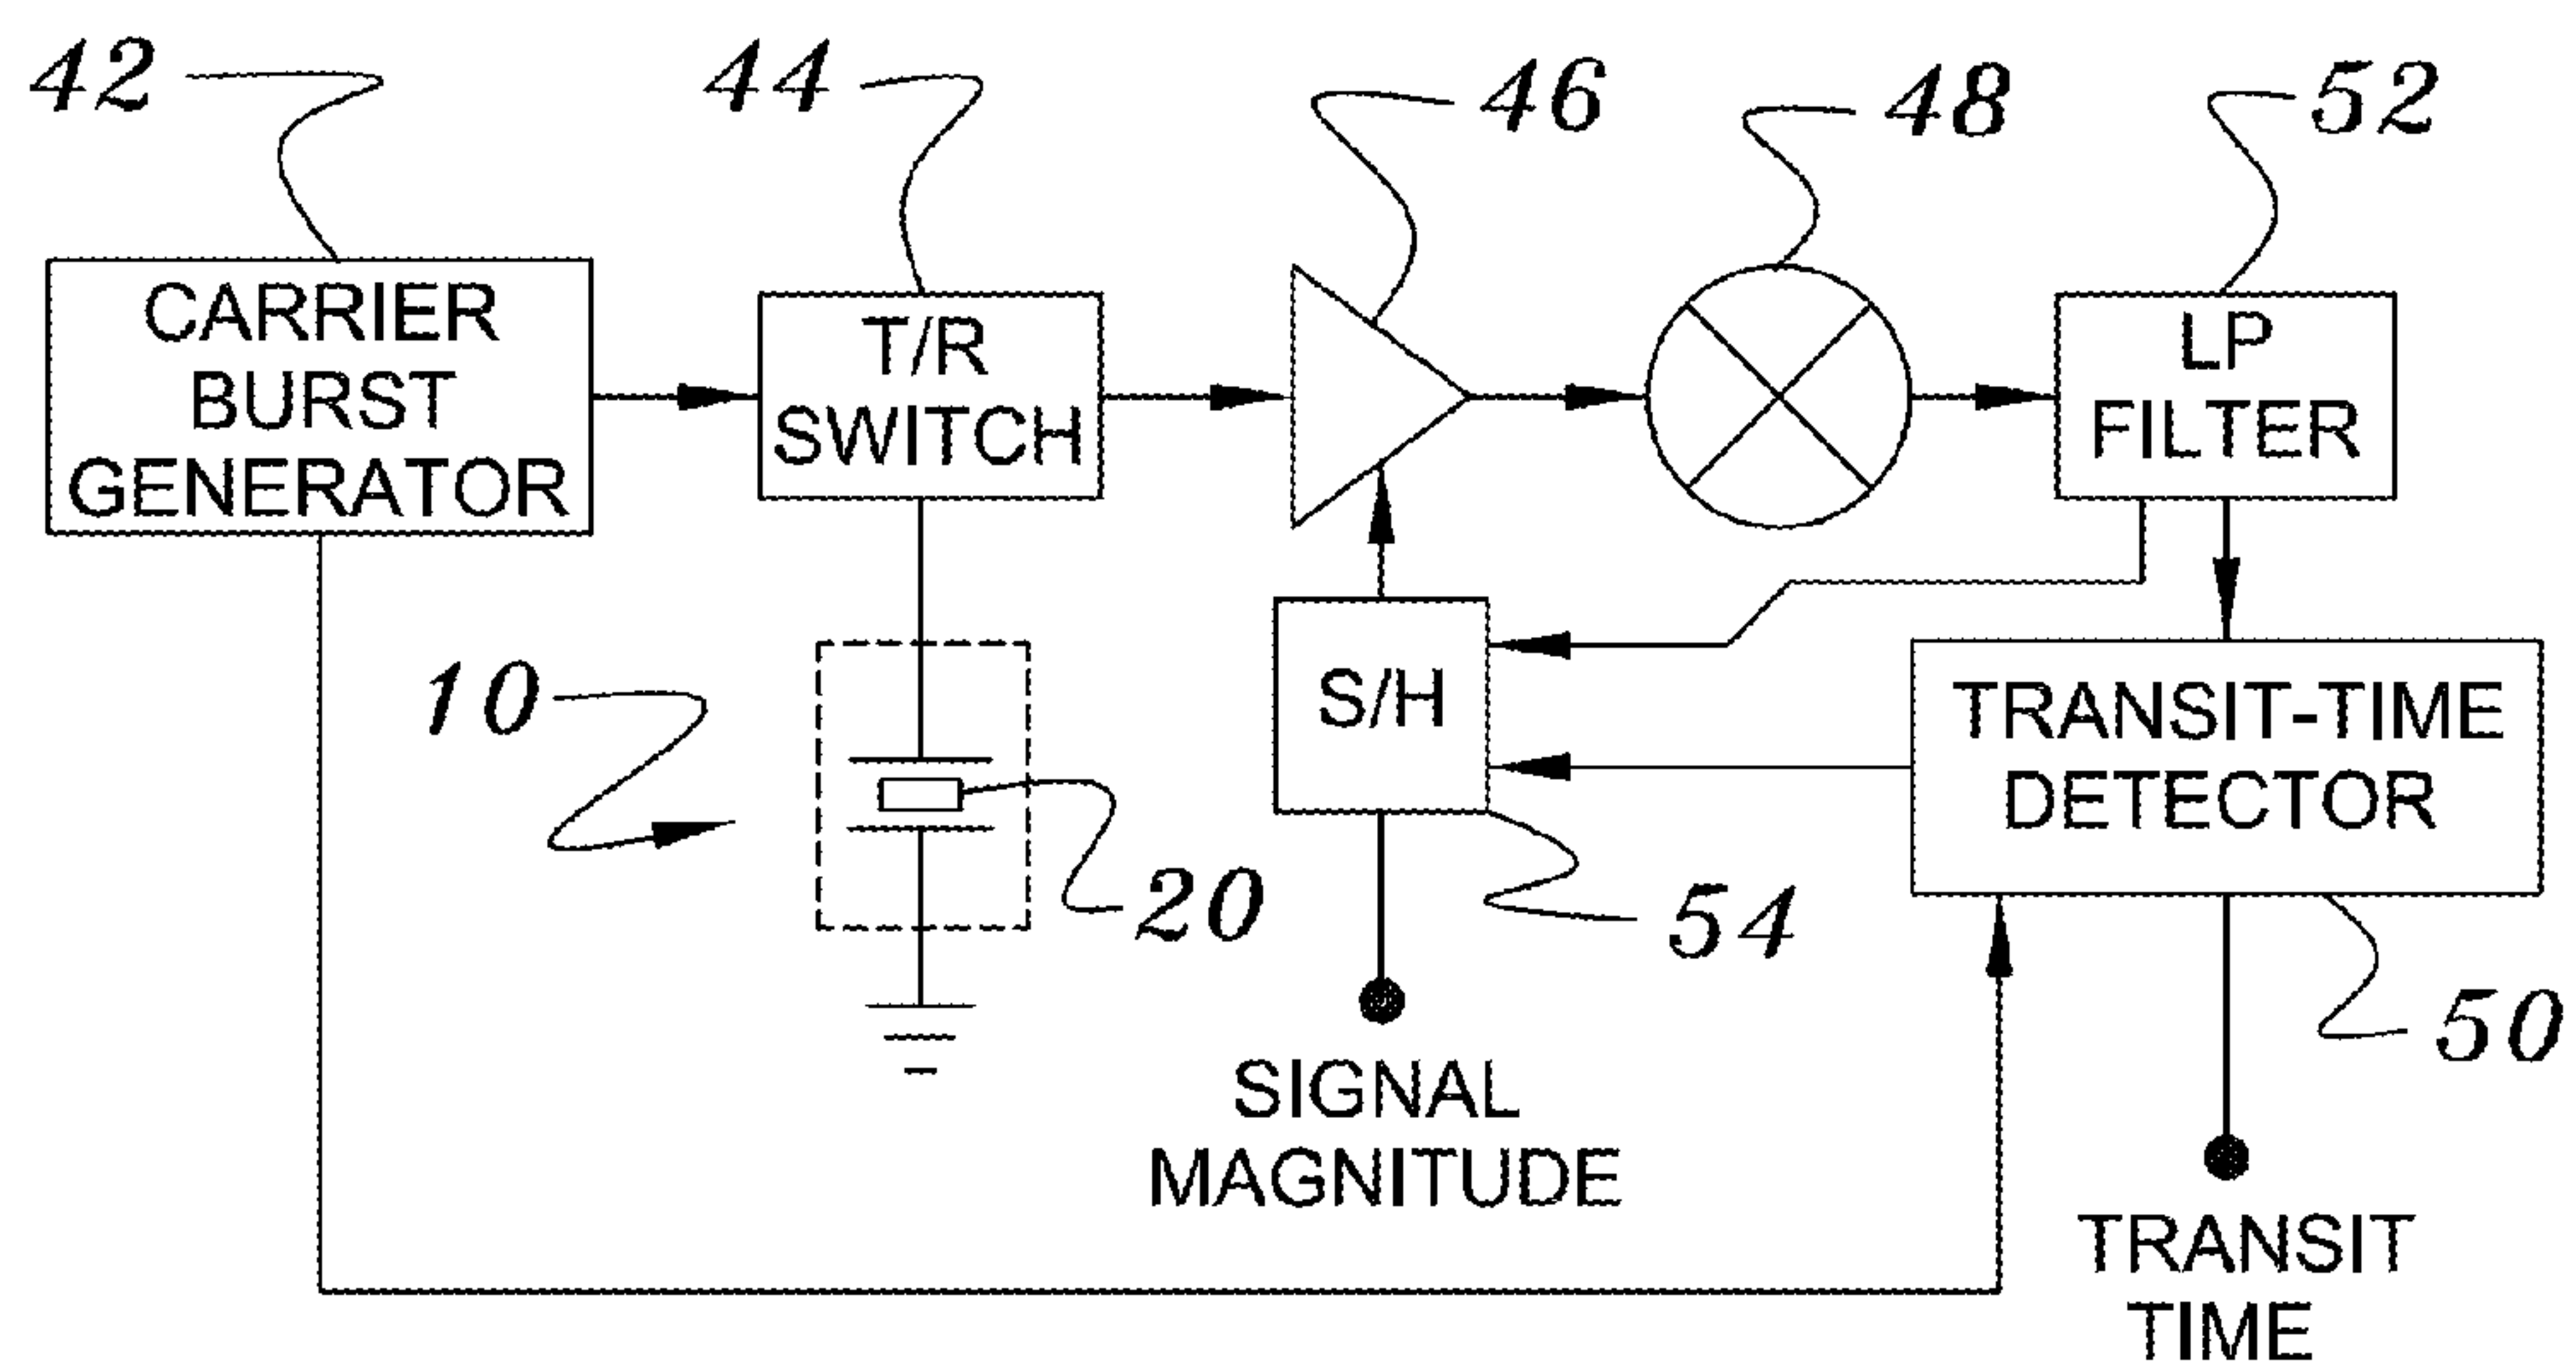 42
44
46
48
52
CARRIER
BURST
GENERATOR
T/R
SWITCH
LP
FILTER
10
20
S/H
54
TRANSIT-TIME
DETECTOR
50
SIGNAL
MAGNITUDE
TRANSIT
TIME